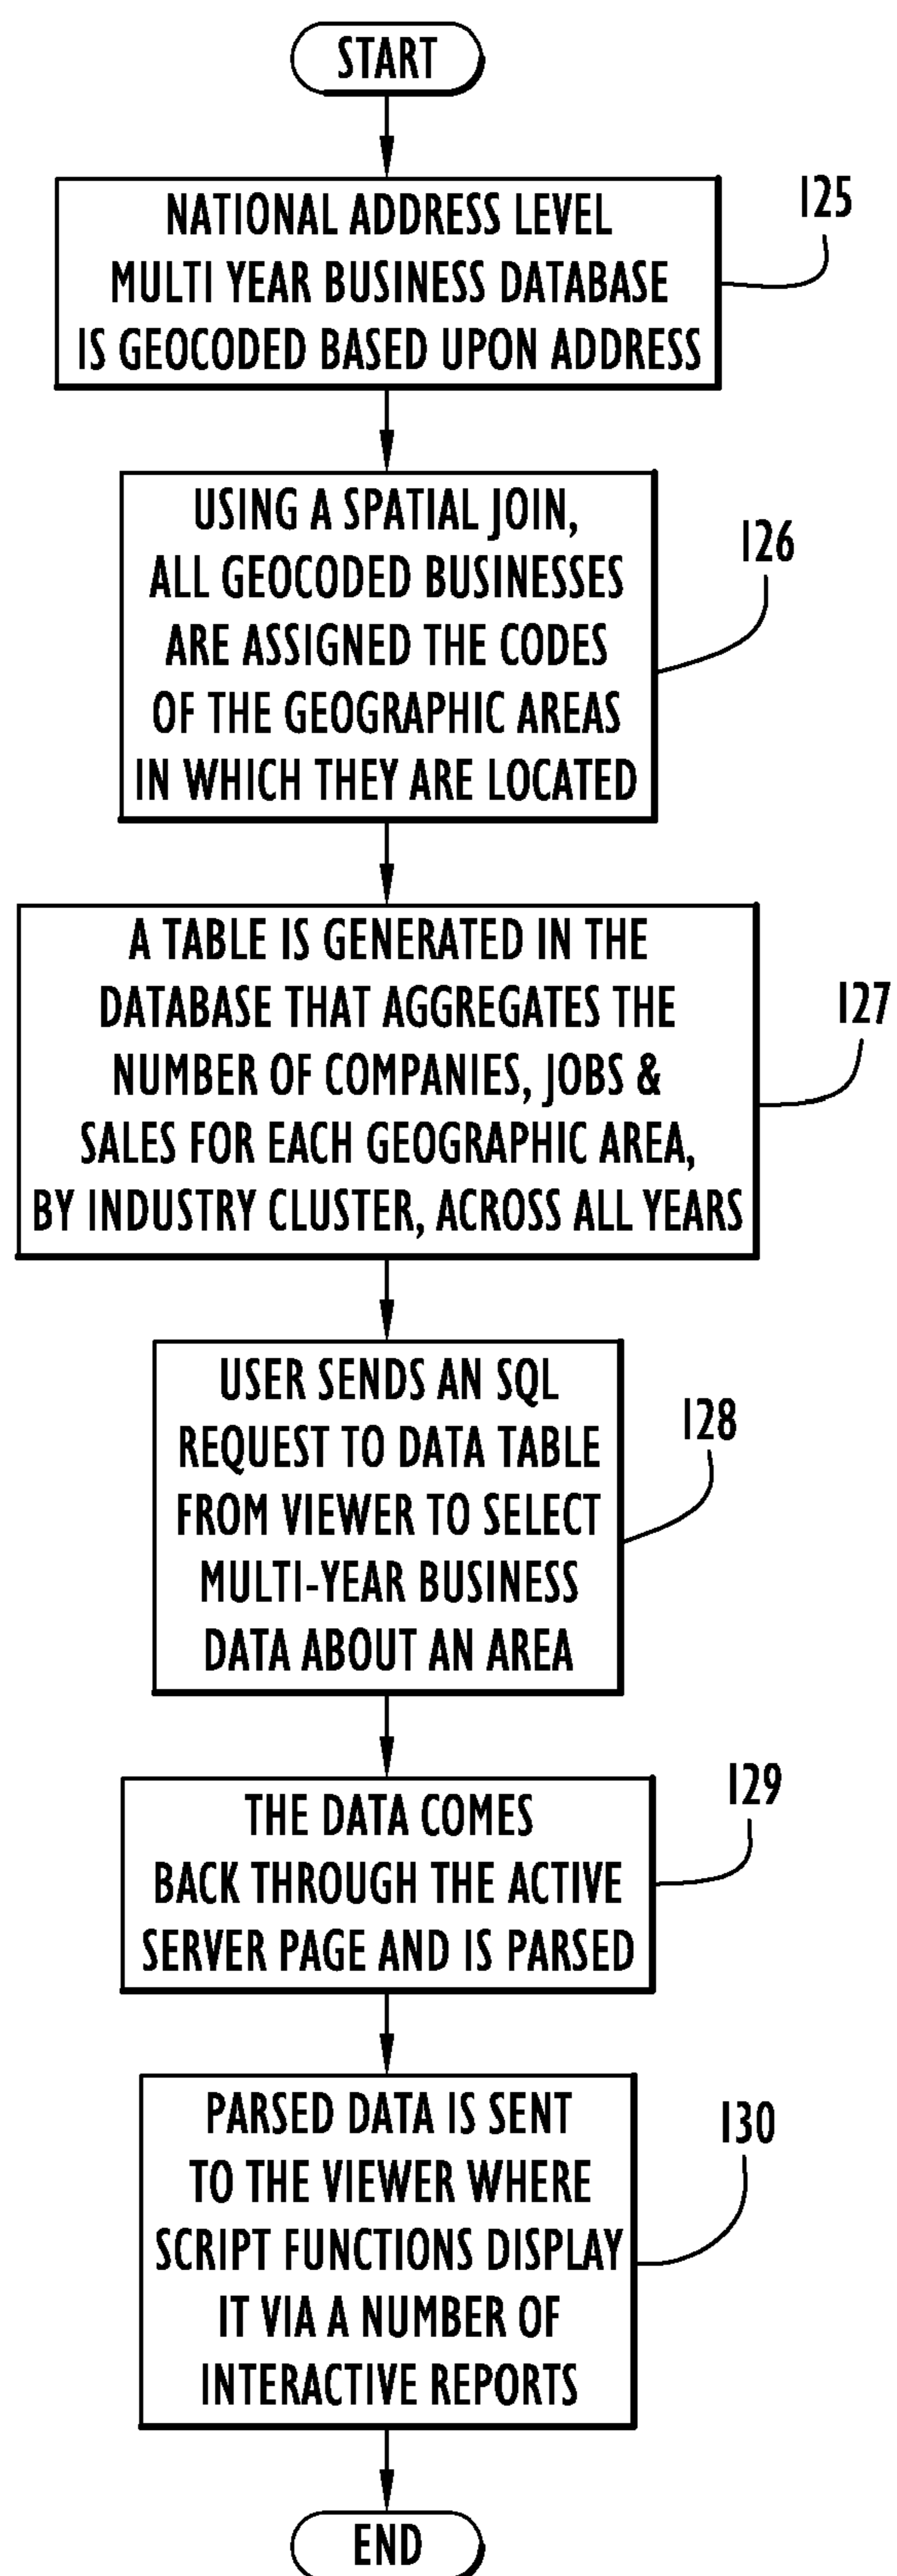 START
NATIONAL ADDRESS LEVEL
MULTI YEAR BUSINESS DATABASE
IS GEOCODED BASED UPON ADDRESS
125
USING A SPATIAL JOIN,
ALL GEOCODED BUSINESSES
ARE ASSIGNED THE CODES
OF THE GEOGRAPHIC AREAS
IN WHICH THEY ARE LOCATED
126
A TABLE IS GENERATED IN THE
DATABASE THAT AGGREGATES THE
NUMBER OF COMPANIES, JOBS &
SALES FOR EACH GEOGRAPHIC AREA,
BY INDUSTRY CLUSTER, ACROSS ALL YEARS
127
USER SENDS AN SQL
REQUEST TO DATA TABLE
FROM VIEWER TO SELECT
MULTI-YEAR BUSINESS
DATA ABOUT AN AREA
128
THE DATA COMES
BACK THROUGH THE ACTIVE
SERVER PAGE AND IS PARSED
129
PARSED DATA IS SENT
TO THE VIEWER WHERE
SCRIPT FUNCTIONS DISPLAY
IT VIA A NUMBER OF
INTERACTIVE REPORTS
130
END